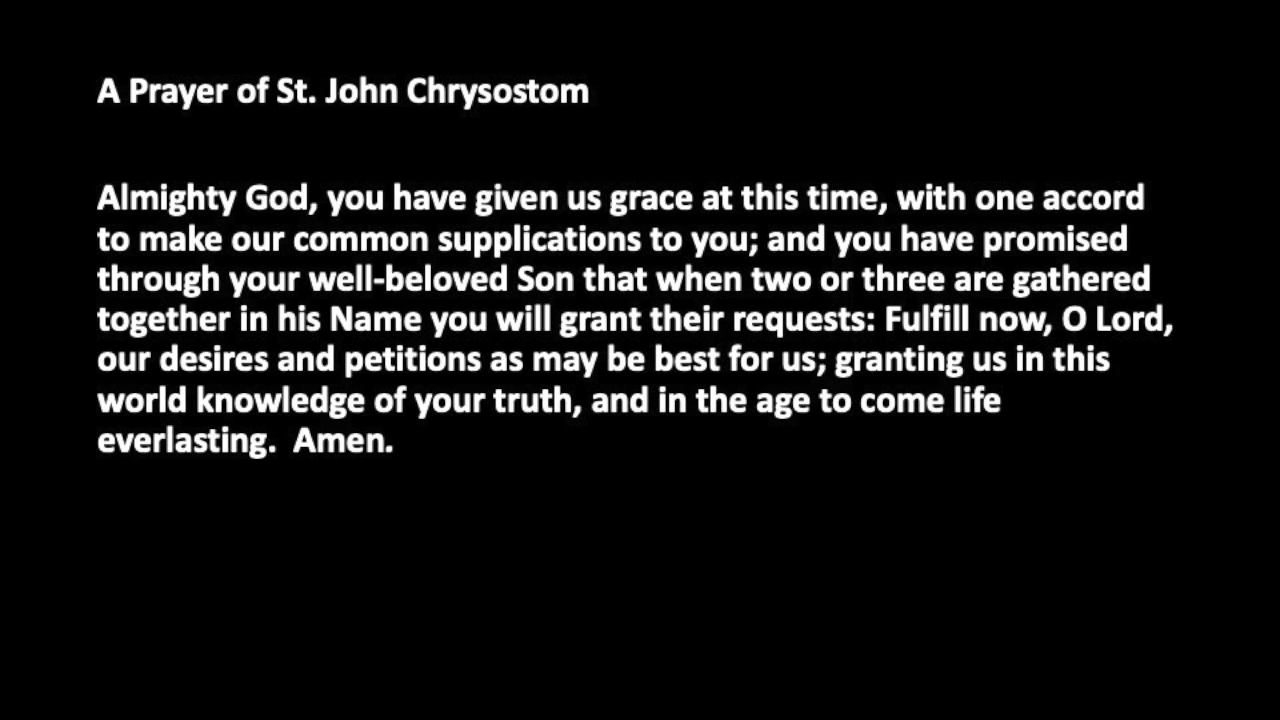 A Prayer of St. John Chrysostom
Almighty God, you have given us grace at this time, with one accord
to make our common supplications to you; and you have promised
through your well-beloved Son that when two or three are gathered
together in his Name you will grant their requests: Fulfill now, O Lord,
our desires and petitions as may be best for us; granting us in this
world knowledge of your truth, and in the age to come life
everlasting.  Amen.